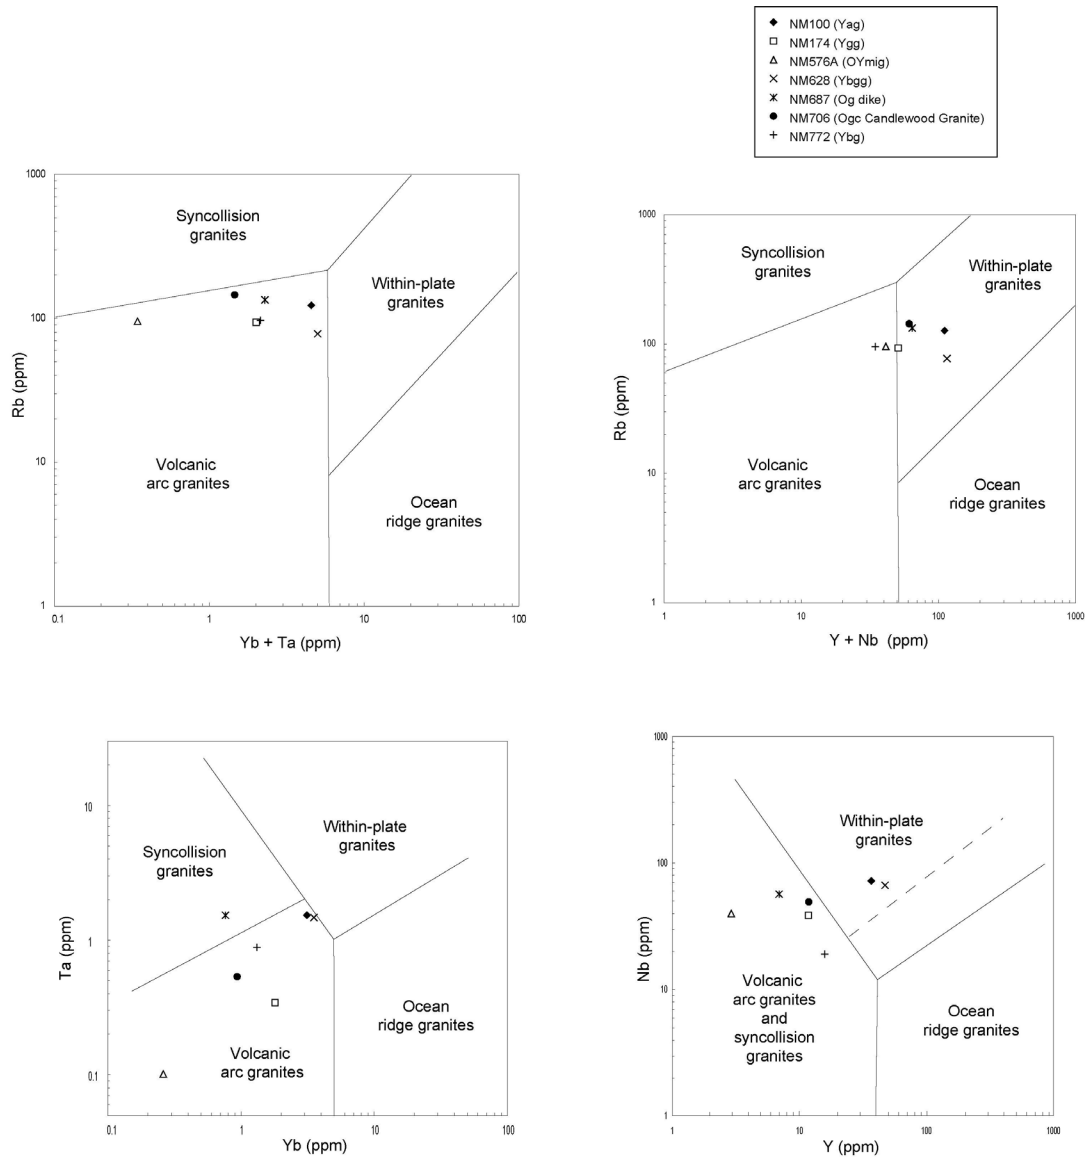 NM100 (Yag)
NM174 (Ygg)
NM576A (OYmig)
NM628 (Ybgg)
NM687 (Og dike)
NM706 (Ogc Candlewood Granite)
NM772 (Ybg)
1000
100
10
1
Rb (ppm)
Syncollision
granites
Within-plate
granites
Volcanic
arc granites
Ocean
ridge granites
0.1
1
10
100
Yb + Ta (ppm)
1000
100
10
1
Rb (ppm)
Syncollision
granites
Within-plate
granites
Volcanic
arc granites
Ocean
ridge granites
1
10
100
1000
Y + Nb (ppm)
10
1
0.1
Ta (ppm)
Within-plate
granites
Syncollision
granites
Ocean
ridge granites
Volcanic
arc granites
0.1
1
10
100
Yb (ppm)
1000
100
10
1
Nb (ppm)
Within-plate
granites
Volcanic
arc granites
and
syncollision
granites
Ocean
ridge granites
1
10
100
1000
Y (ppm)